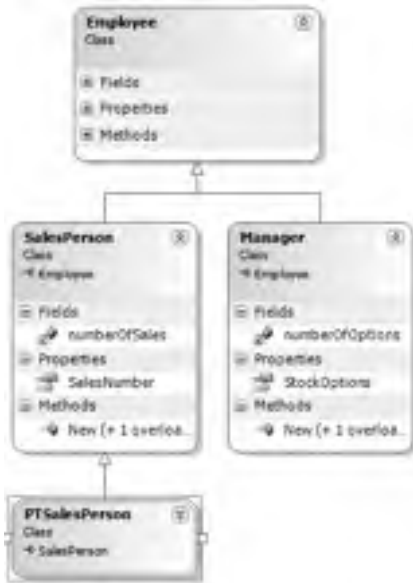 Employee
Class
Fields
Properties
Methods
SalesPerson
Class
Employee
Fields
numberOfSales
Properties
SalesNumber
Methods
New (+ 1 overloa...
Manager
Class
Employee
Fields
numberOfOptions
Properties
StockOptions
Methods
New (+ 1 overloa...
PTSalesPerson
Class
SalesPerson